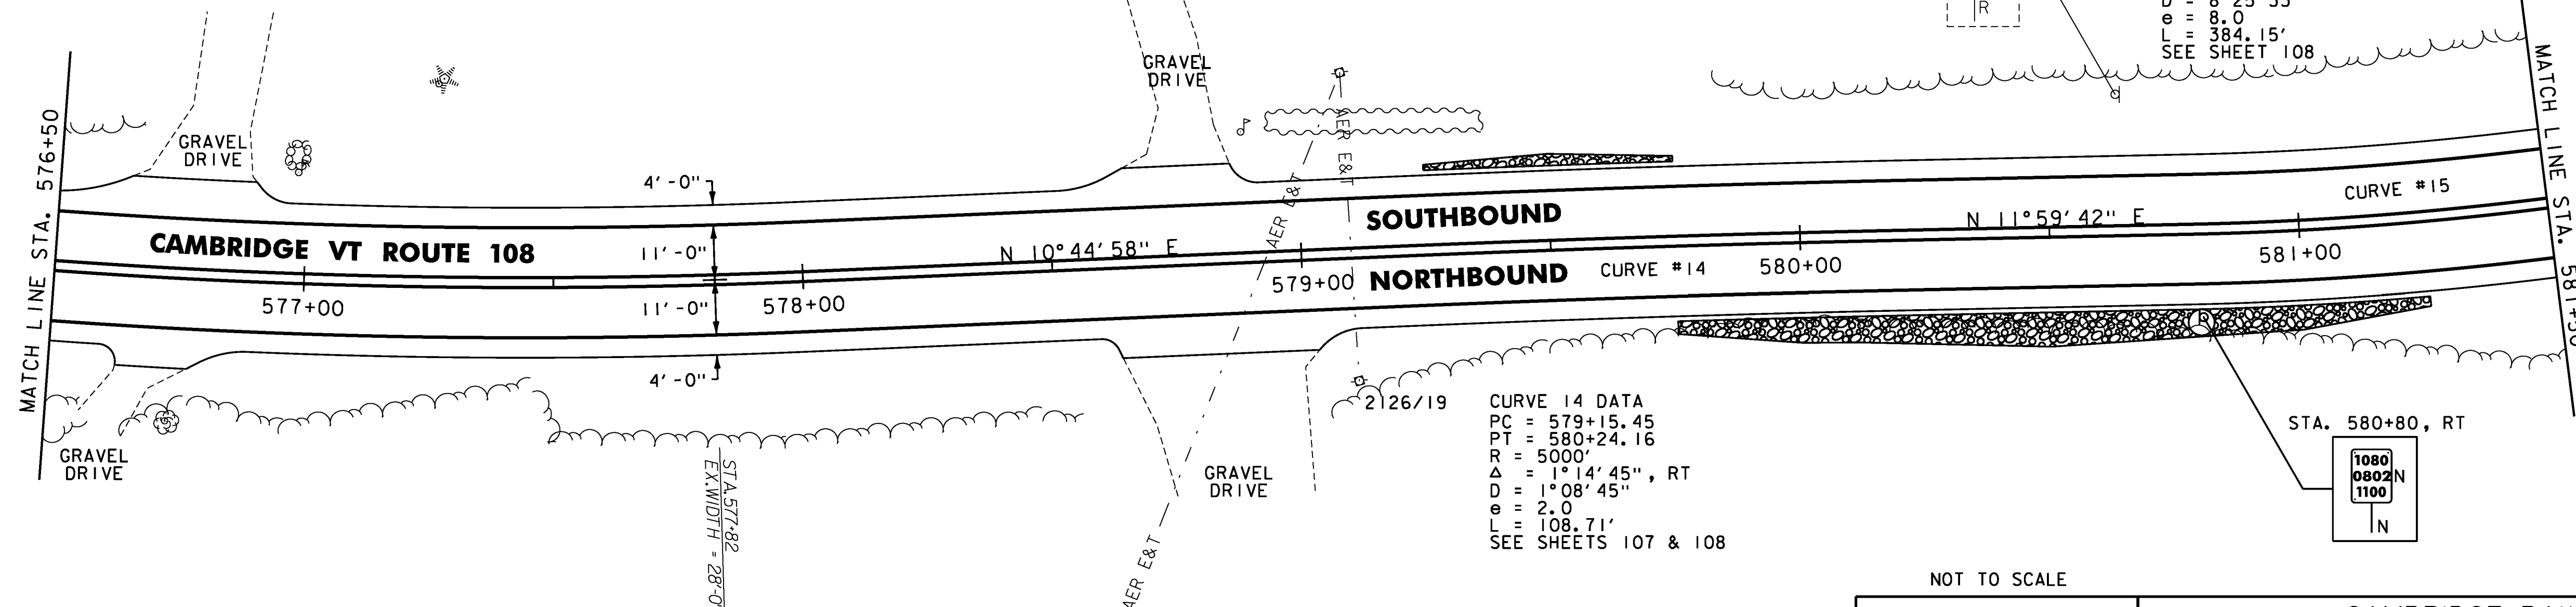 R
D = 8°25'55"
e = 8.0
L = 384.15'
SEE SHEET 108
MATCH LINE STA. 576+50
GRAVEL
DRIVE
GRAVEL
DRIVE
AER E&T
AER E&T
4'-0"
11'-0"
11'-0"
4'-0"
CAMBRIDGE VT ROUTE 108
577+00
578+00
N 10°44'58" E
SOUTHBOUND
579+00
NORTHBOUND
CURVE #14
580+00
N 11°59'42" E
581+00
CURVE #15
MATCH LINE STA. 581+50
GRAVEL
DRIVE
STA.577+82
EX.WIDTH = 28'-0
AER E&T
GRAVEL
DRIVE
2126/19
CURVE 14 DATA
PC = 579+15.45
PT = 580+24.16
R = 5000'
Δ = 1°14'45", RT
D = 1°08'45"
e = 2.0
L = 108.71'
SEE SHEETS 107 & 108
R
STA. 580+80, RT
1080
0802 N
1100
N
NOT TO SCALE